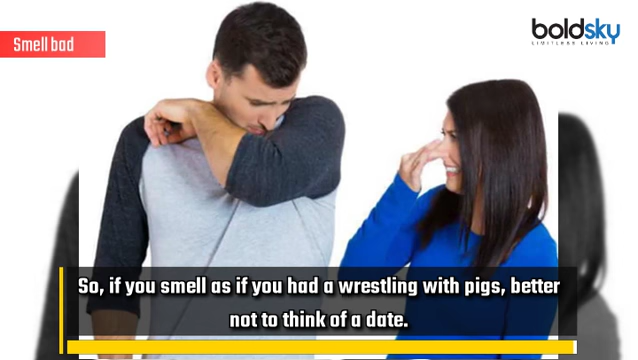 Smell bad
boldsky
LIMITLESS LIVING
So, if you smell as if you had a wrestling with pigs, better
not to think of a date.